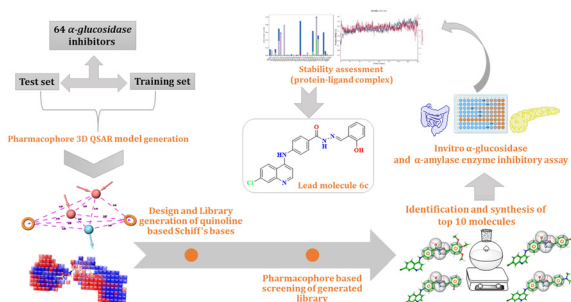 64 α-glucosidase
inhibitors
Test set
Training set
Pharmacophore 3D QSAR model generation
Design and Library
generation of quinoline
based Schiff's bases
Pharmacophore based
screening of generated
library
Identification and synthesis of
top 10 molecules
Invitro α-glucosidase
and α-amylase enzyme inhibitory assay
Stability assessment
(protein-ligand complex)
O
N
N
H
OH
HN
Cl
N
Lead molecule 6c